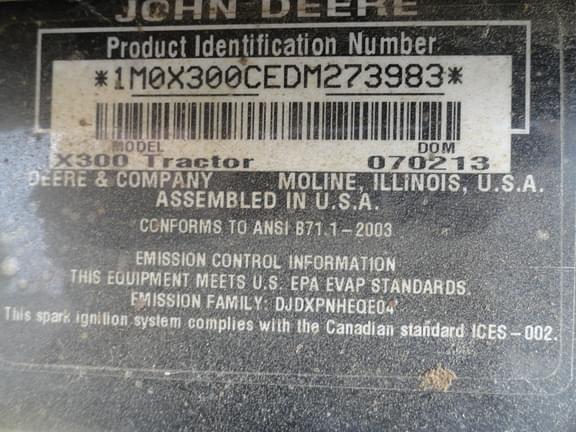 JOHN DEERE
Product Identification Number
*1M0X300CEDM273983*
MODEL DOM
X300 Tractor 070213
DEERE & COMPANY MOLINE, ILLINOIS, U.S.A.
ASSEMBLED IN U.S.A.
CONFORMS TO ANSI B71.1-2003
EMISSION CONTROL INFORMATION
THIS EQUIPMENT MEETS U.S. EPA EVAP STANDARDS.
EMISSION FAMILY: DJDXPNHEQE04
This spark ignition system complies with the Canadian standard ICES-002.